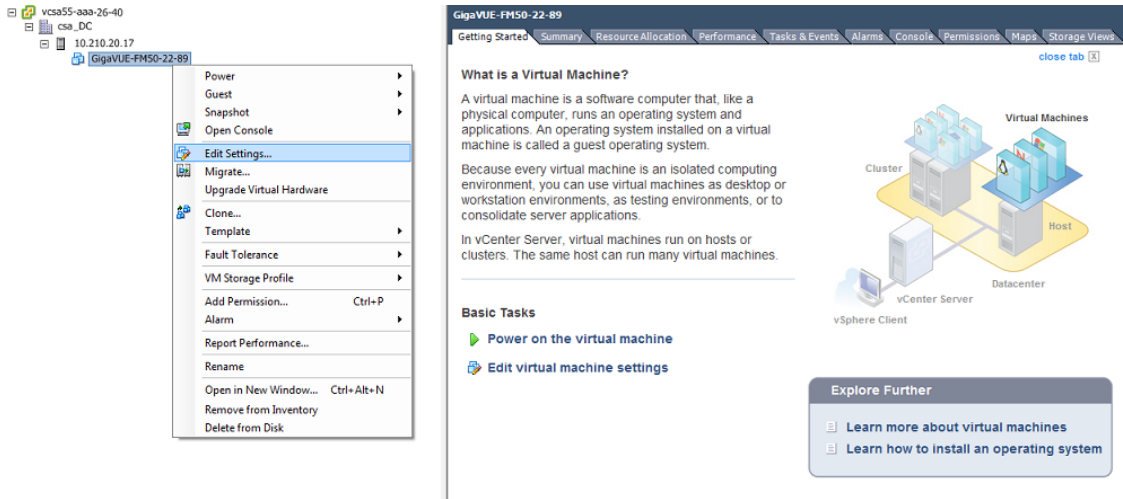 vcsa55-aaa-26-40
csa_DC
10.210.20.17
GigaVUE-FM50-22-89
Power
Guest
Snapshot
Open Console
Edit Settings...
Migrate...
Upgrade Virtual Hardware
Clone...
Template
Fault Tolerance
VM Storage Profile
Add Permission... Ctrl+P
Alarm
Report Performance...
Rename
Open in New Window... Ctrl+Alt+N
Remove from Inventory
Delete from Disk
GigaVUE-FM50-22-89
Getting Started Summary Resource Allocation Performance Tasks & Events Alarms Console Permissions Maps Storage Views
close tab X
What is a Virtual Machine?
A virtual machine is a software computer that, like a
physical computer, runs an operating system and
applications. An operating system installed on a virtual
machine is called a guest operating system.
Because every virtual machine is an isolated computing
environment, you can use virtual machines as desktop or
workstation environments, as testing environments, or to
consolidate server applications.
In vCenter Server, virtual machines run on hosts or
clusters. The same host can run many virtual machines.
Virtual Machines
Cluster
Host
Datacenter
vCenter Server
vSphere Client
Basic Tasks
Power on the virtual machine
Edit virtual machine settings
Explore Further
Learn more about virtual machines
Learn how to install an operating system